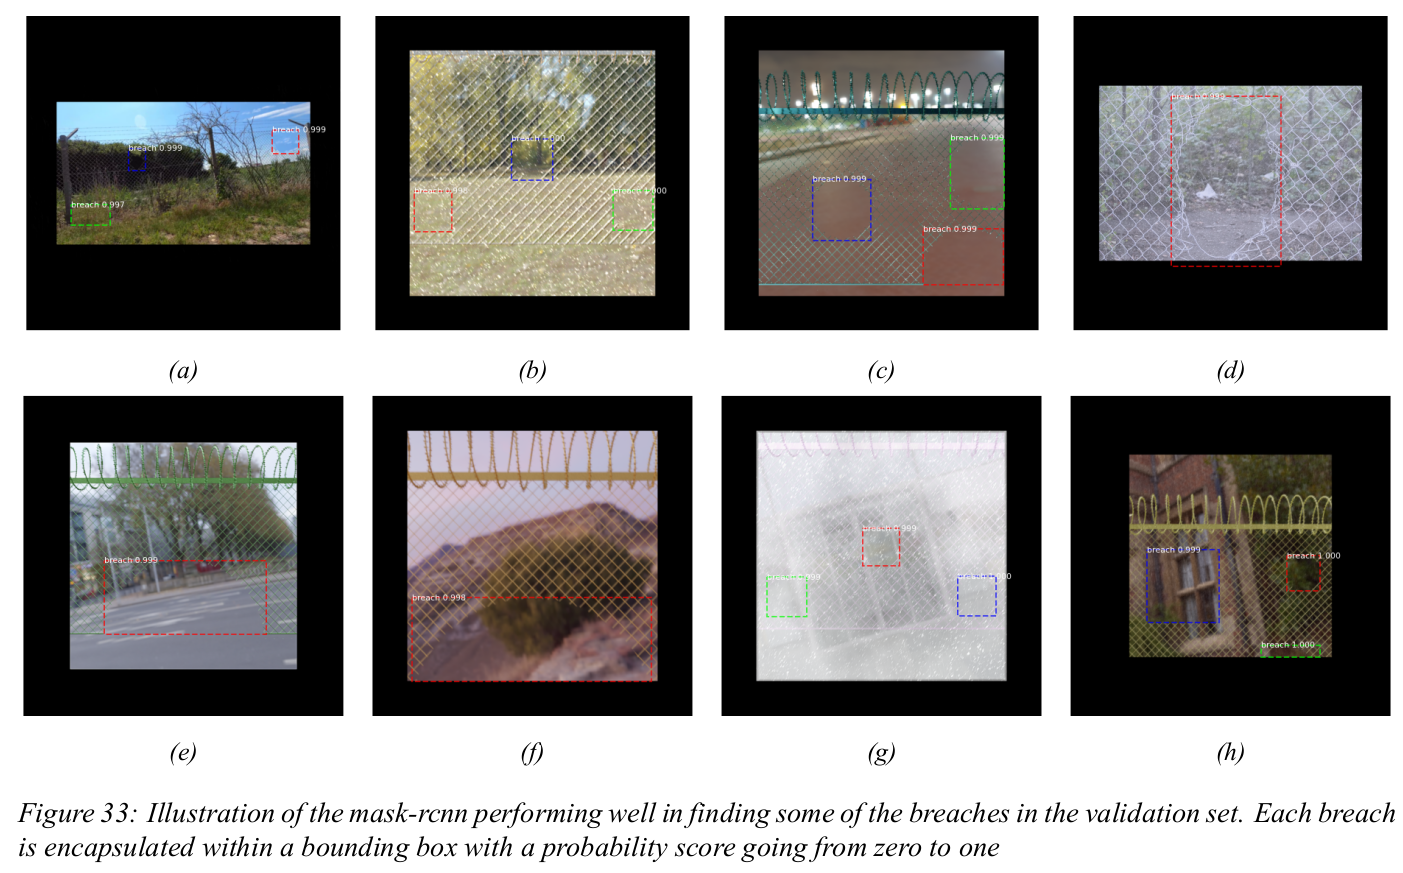 breach 0.999
breach 0.999
breach 0.997
breach 1.000
breach 0.998
breach 1.000
breach 0.999
breach 0.999
breach 0.999
breach 0.999
(a)
(b)
(c)
(d)
breach 0.999
breach 0.998
breach 0.999
breach 0.999
breach 1.000
breach 0.999
breach 1.000
breach 1.000
(e)
(f)
(g)
(h)
Figure 33: Illustration of the mask-rcnn performing well in finding some of the breaches in the validation set. Each breach
is encapsulated within a bounding box with a probability score going from zero to one